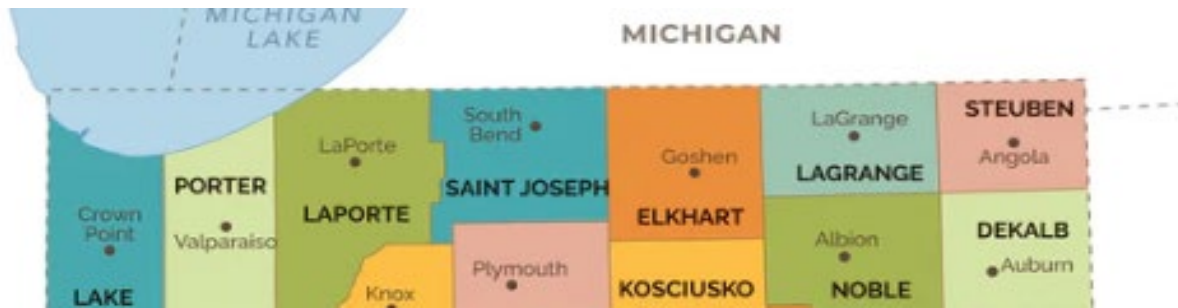 MICHIGAN
LAKE
MICHIGAN
South
Bend
LaPorte
LaGrange
STEUBEN
Angola
Goshen
PORTER
SAINT JOSEPH
LAGRANGE
Crown
Point
LAPORTE
ELKHART
Valparaiso
Albion
DEKALB
Auburn
Plymouth
LAKE
Knox
KOSCIUSKO
NOBLE